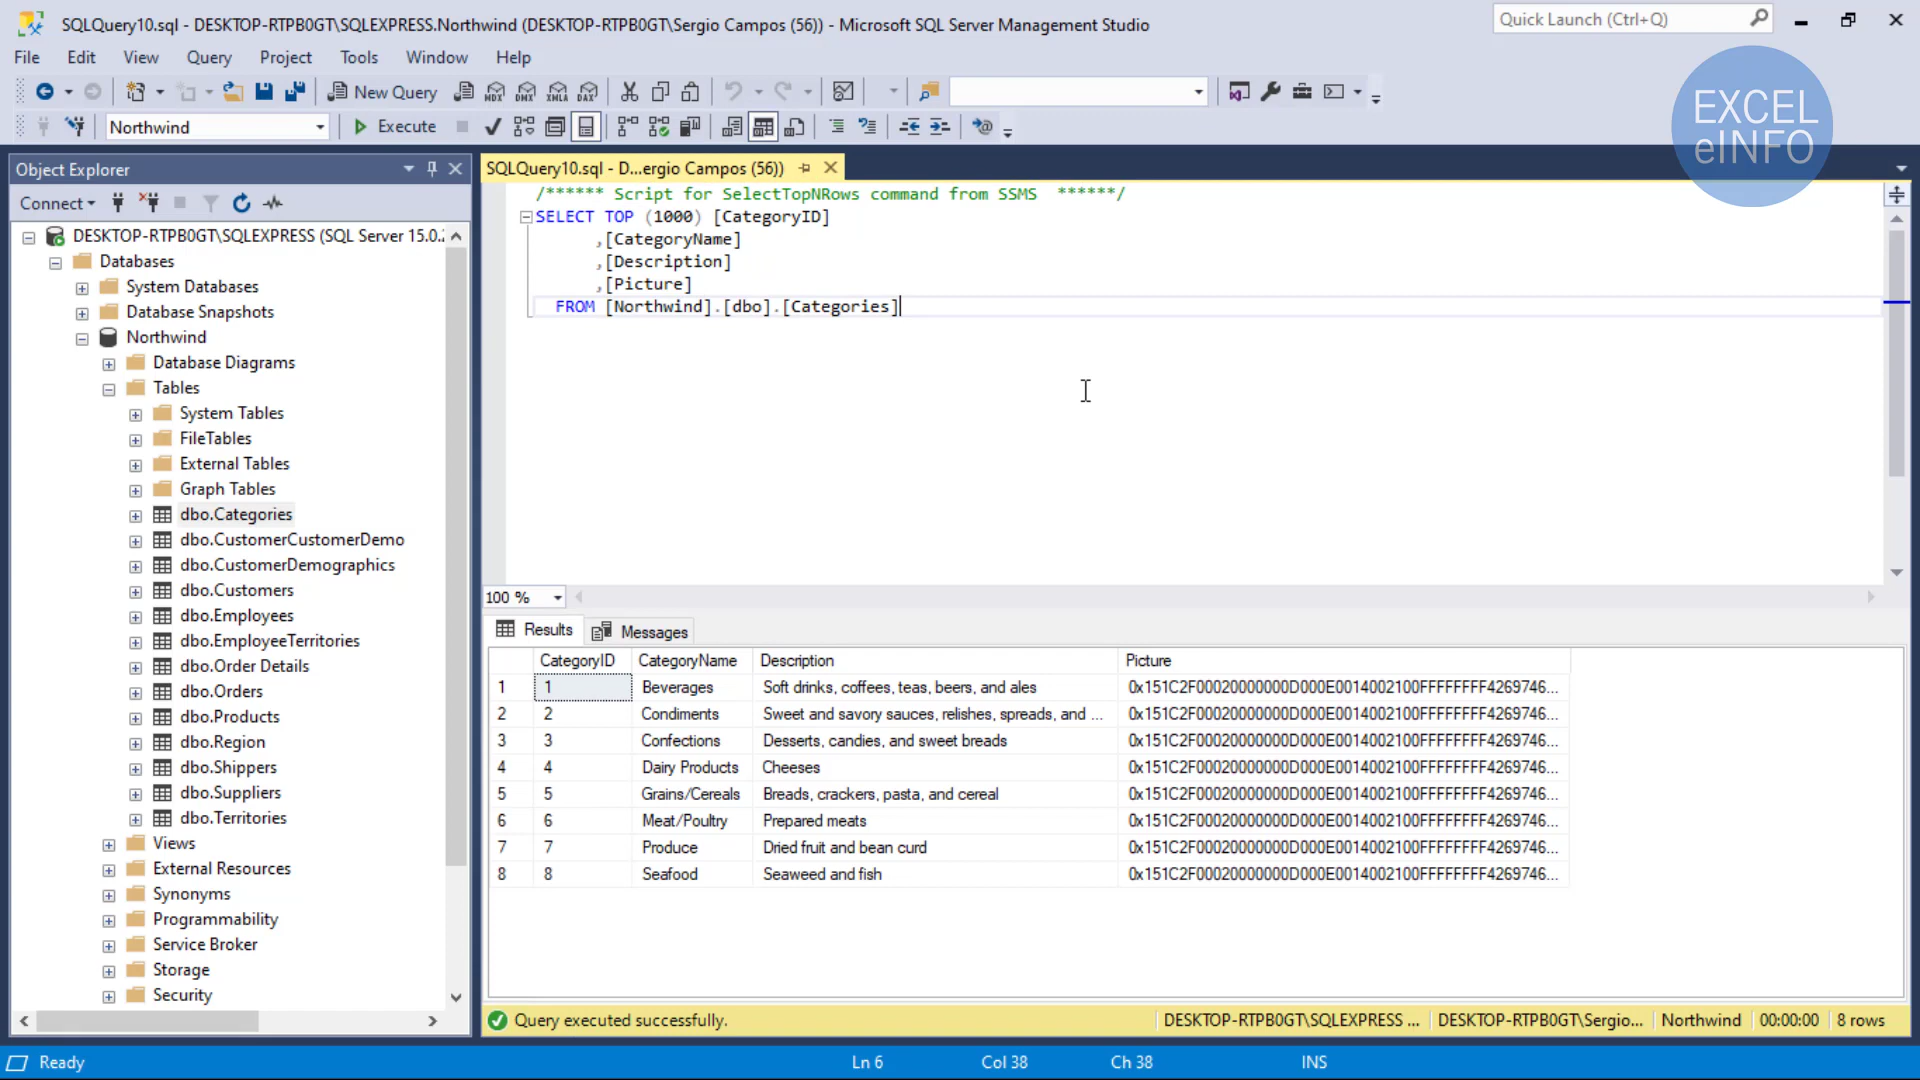 SQLQuery10.sql - DESKTOP-RTPB0GT\SQLEXPRESS.Northwind (DESKTOP-RTPB0GT\Sergio Campos (56)) - Microsoft SQL Server Management Studio
Quick Launch (Ctrl+Q)
File Edit View Query Project Tools Window Help
EXCEL
eINFO
New Query
MDX DMX XMLA DAX
Northwind
Execute
Object Explorer
SQLQuery10.sql - D...ergio Campos (56))
Connect
DESKTOP-RTPB0GT\SQLEXPRESS (SQL Server 15.0.
Databases
System Databases
Database Snapshots
Northwind
Database Diagrams
Tables
System Tables
FileTables
External Tables
Graph Tables
dbo.Categories
dbo.CustomerCustomerDemo
dbo.CustomerDemographics
dbo.Customers
dbo.Employees
dbo.EmployeeTerritories
dbo.Order Details
dbo.Orders
dbo.Products
dbo.Region
dbo.Shippers
dbo.Suppliers
dbo.Territories
Views
External Resources
Synonyms
Programmability
Service Broker
Storage
Security
/****** Script for SelectTopNRows command from SSMS ******/
SELECT TOP (1000) [CategoryID]
,[CategoryName]
,[Description]
,[Picture]
FROM [Northwind].[dbo].[Categories]
100 %
Results Messages
CategoryID CategoryName Description Picture
1 1 Beverages Soft drinks, coffees, teas, beers, and ales 0x151C2F00020000000D000E0014002100FFFFFFFF4269746...
2 2 Condiments Sweet and savory sauces, relishes, spreads, and ... 0x151C2F00020000000D000E0014002100FFFFFFFF4269746...
3 3 Confections Desserts, candies, and sweet breads 0x151C2F00020000000D000E0014002100FFFFFFFF4269746...
4 4 Dairy Products Cheeses 0x151C2F00020000000D000E0014002100FFFFFFFF4269746...
5 5 Grains/Cereals Breads, crackers, pasta, and cereal 0x151C2F00020000000D000E0014002100FFFFFFFF4269746...
6 6 Meat/Poultry Prepared meats 0x151C2F00020000000D000E0014002100FFFFFFFF4269746...
7 7 Produce Dried fruit and bean curd 0x151C2F00020000000D000E0014002100FFFFFFFF4269746...
8 8 Seafood Seaweed and fish 0x151C2F00020000000D000E0014002100FFFFFFFF4269746...
Query executed successfully. DESKTOP-RTPB0GT\SQLEXPRESS ... DESKTOP-RTPB0GT\Sergio... Northwind 00:00:00 8 rows
Ready Ln 6 Col 38 Ch 38 INS